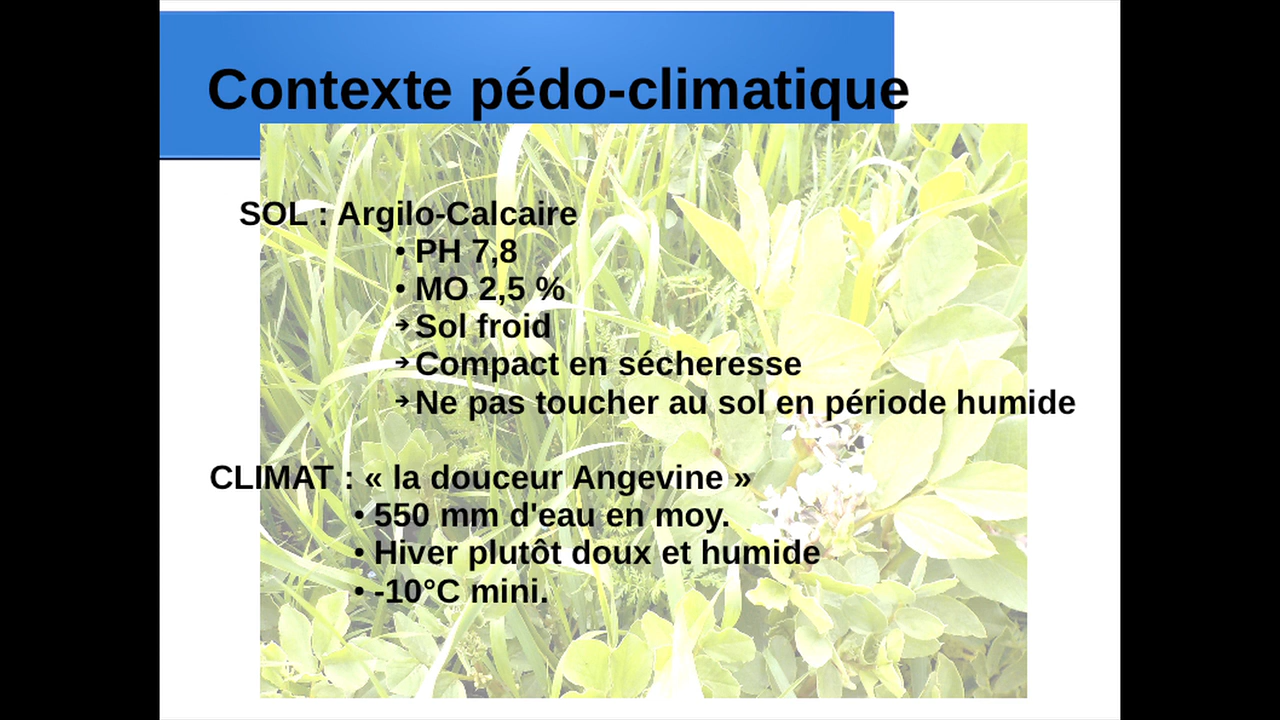 Contexte pédo-climatique
SOL : Argilo-Calcaire
• PH 7,8
• MO 2,5 %
➔ Sol froid
➔ Compact en sécheresse
➔ Ne pas toucher au sol en période humide
CLIMAT : « la douceur Angevine »
• 550 mm d'eau en moy.
• Hiver plutôt doux et humide
• -10°C mini.